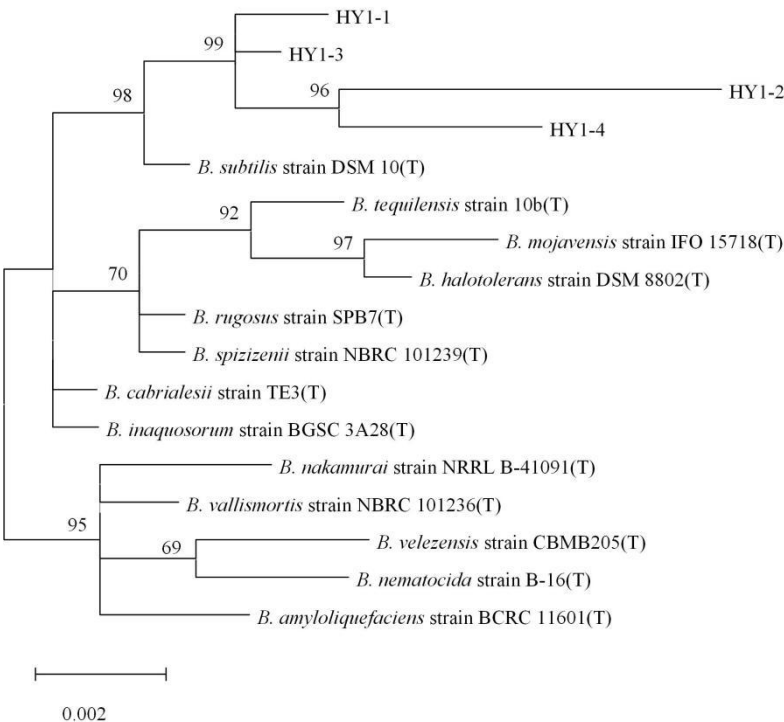 HY1-1
99
HY1-3
96
HY1-2
98
HY1-4
B. subtilis strain DSM 10(T)
B. tequilensis strain 10b(T)
92
97
B. mojavensis strain IFO 15718(T)
70
B. halotolerans strain DSM 8802(T)
B. rugosus strain SPB7(T)
B. spizizenii strain NBRC 101239(T)
B. cabrialesii strain TE3(T)
B. inaquosorum strain BGSC 3A28(T)
B. nakamurai strain NRRL B-41091(T)
B. vallismortis strain NBRC 101236(T)
95
69
B. velezensis strain CBMB205(T)
B. nematocida strain B-16(T)
B. amyloliquefaciens strain BCRC 11601(T)
0.002